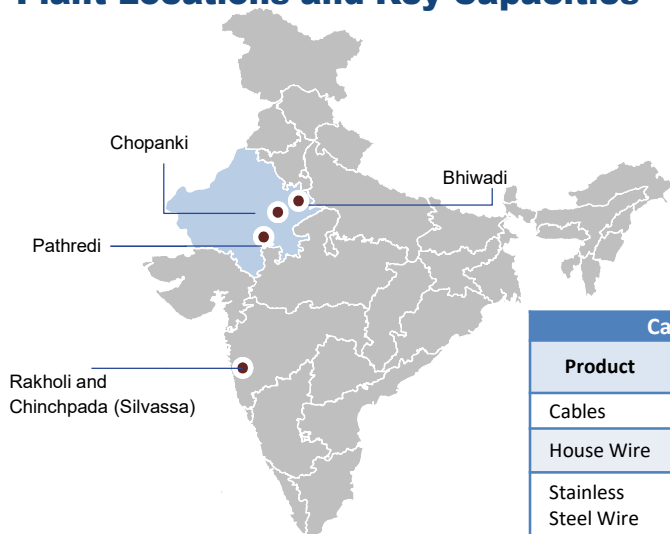 Plant Locations and Key Capacities
Chopanki
Bhiwadi
Pathredi
Rakholi and
Chinchpada (Silvassa)
Ca
Product
Cables
House Wire
Stainless
Steel Wire